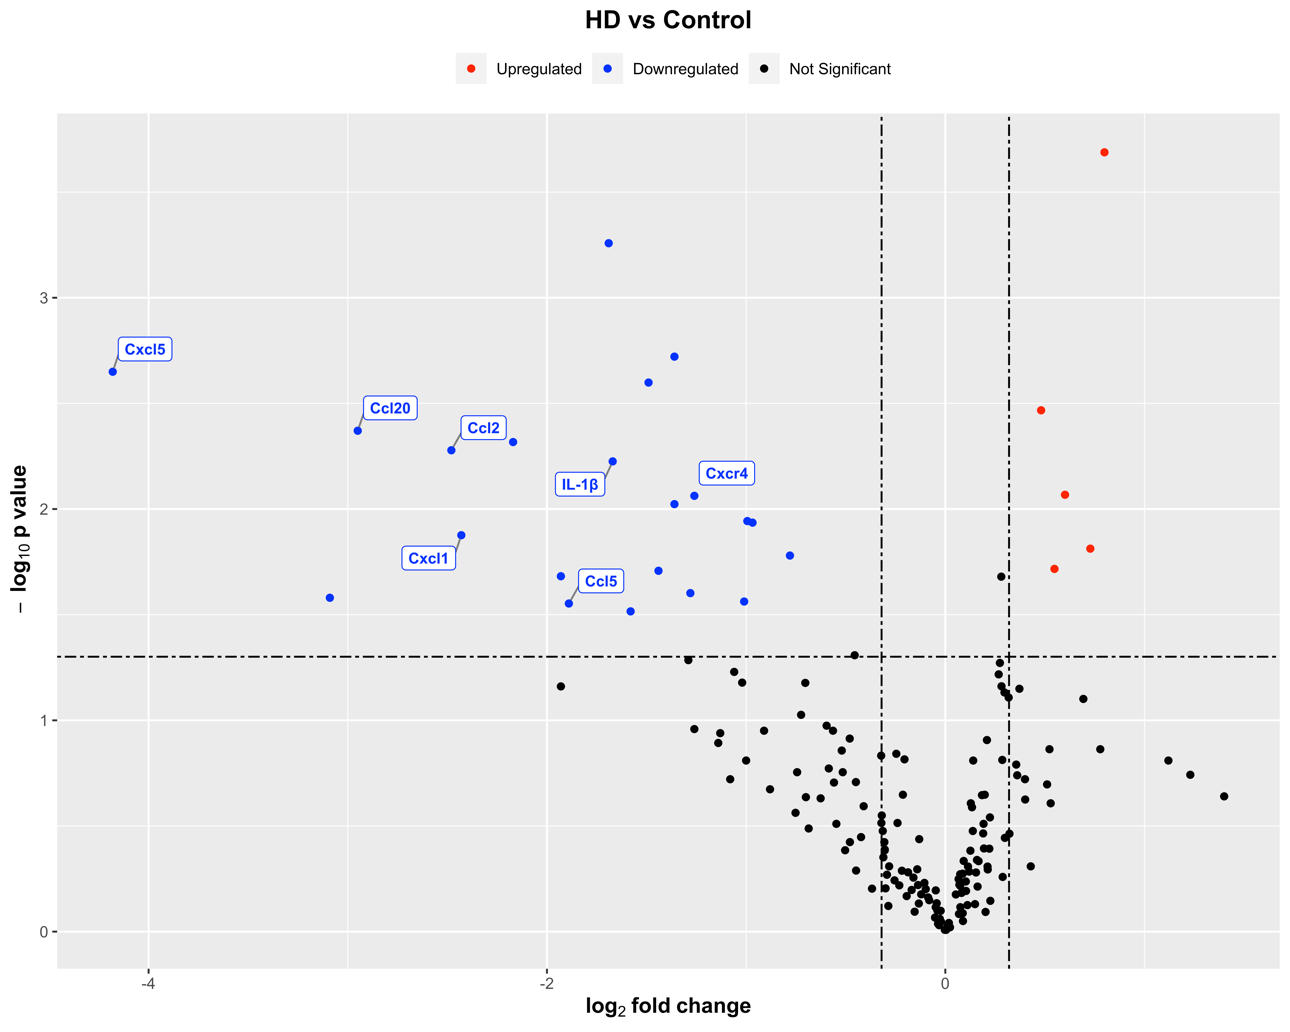 HD vs Control
Upregulated Downregulated Not Significant
3
Cxcl5
Ccl20
Ccl2
Cxcr4
IL-1β
2
Cxcl1
Ccl5
1
0
− log₁₀ p value
-4 -2 0
log₂ fold change